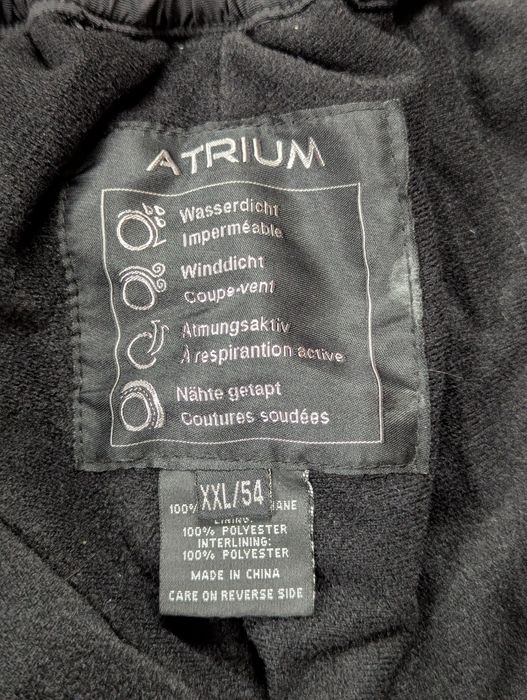 ATRIUM
Wasserdicht
Imperméable
Winddicht
Coupe-vent
Atmungsaktiv
À respirantion active
Nähte getapt
Coutures soudées
XXL/54
100%
LINING:
100% POLYESTER
INTERLINING:
100% POLYESTER
MADE IN CHINA
CARE ON REVERSE SIDE